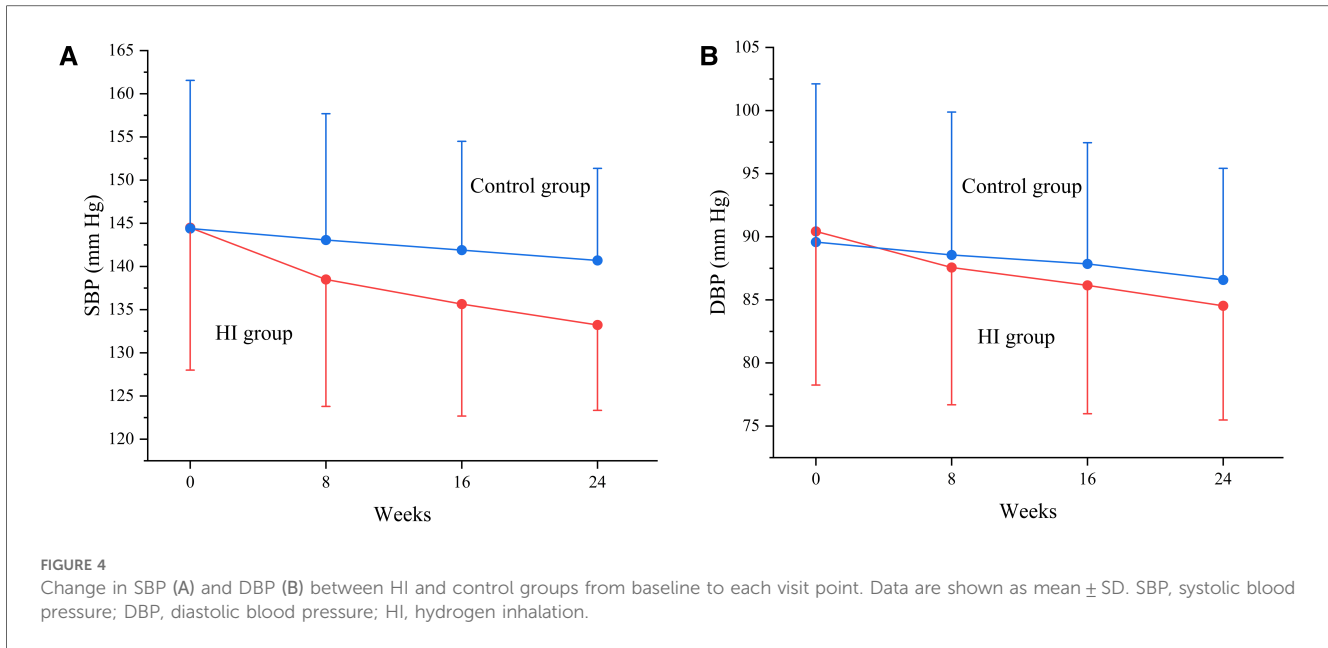 A
165
160
155
150
145
140
135
130
125
120
SBP (mm Hg)
Control group
HI group
0 8 16 24
Weeks
B
105
100
95
90
85
80
75
DBP (mm Hg)
Control group
HI group
0 8 16 24
Weeks
FIGURE 4
Change in SBP (A) and DBP (B) between HI and control groups from baseline to each visit point. Data are shown as mean ± SD. SBP, systolic blood
pressure; DBP, diastolic blood pressure; HI, hydrogen inhalation.